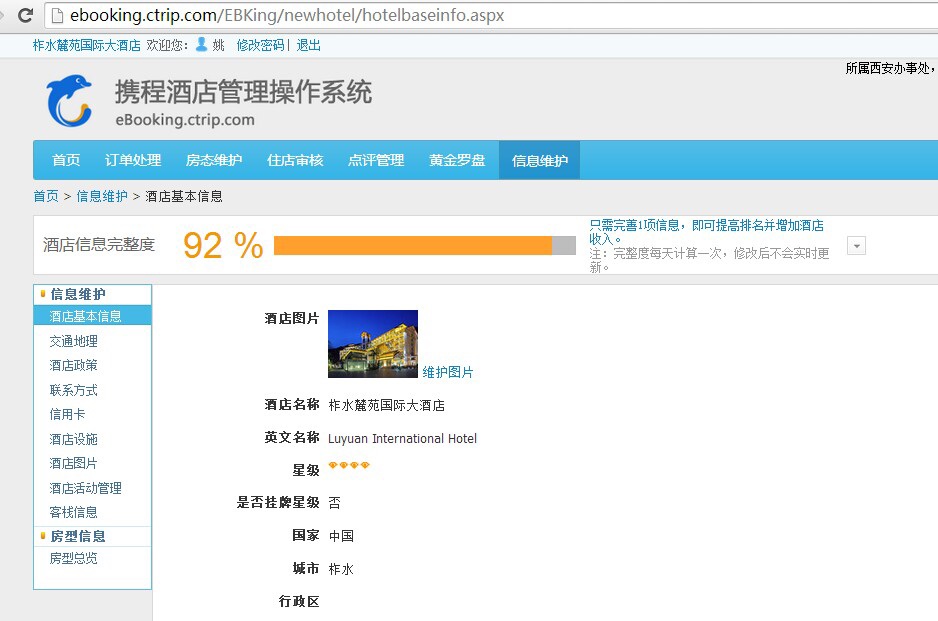 ebooking.ctrip.com/EBKing/newhotel/hotelbaseinfo.aspx
柞水麓苑国际大酒店 欢迎您： 姚 修改密码| 退出
所属西安办事处，
携程酒店管理操作系统
eBooking.ctrip.com
首页 订单处理 房态维护 住店审核 点评管理 黄金罗盘 信息维护
首页 > 信息维护 > 酒店基本信息
酒店信息完整度 92 %
只需完善1项信息，即可提高排名并增加酒店
收入。
注：完整度每天计算一次，修改后不会实时更
新。
信息维护
酒店基本信息
交通地理
酒店政策
联系方式
信用卡
酒店设施
酒店图片
酒店活动管理
客栈信息
房型信息
房型总览
酒店图片 维护图片
酒店名称 柞水麓苑国际大酒店
英文名称 Luyuan International Hotel
星级
是否挂牌星级 否
国家 中国
城市 柞水
行政区